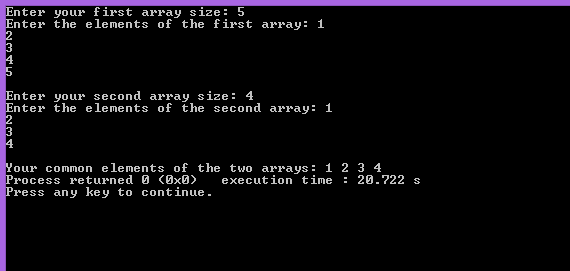 Enter your first array size: 5
Enter the elements of the first array: 1
2
3
4
5
Enter your second array size: 4
Enter the elements of the second array: 1
2
3
4
Your common elements of the two arrays: 1 2 3 4
Process returned 0 (0x0)   execution time : 20.722 s
Press any key to continue.